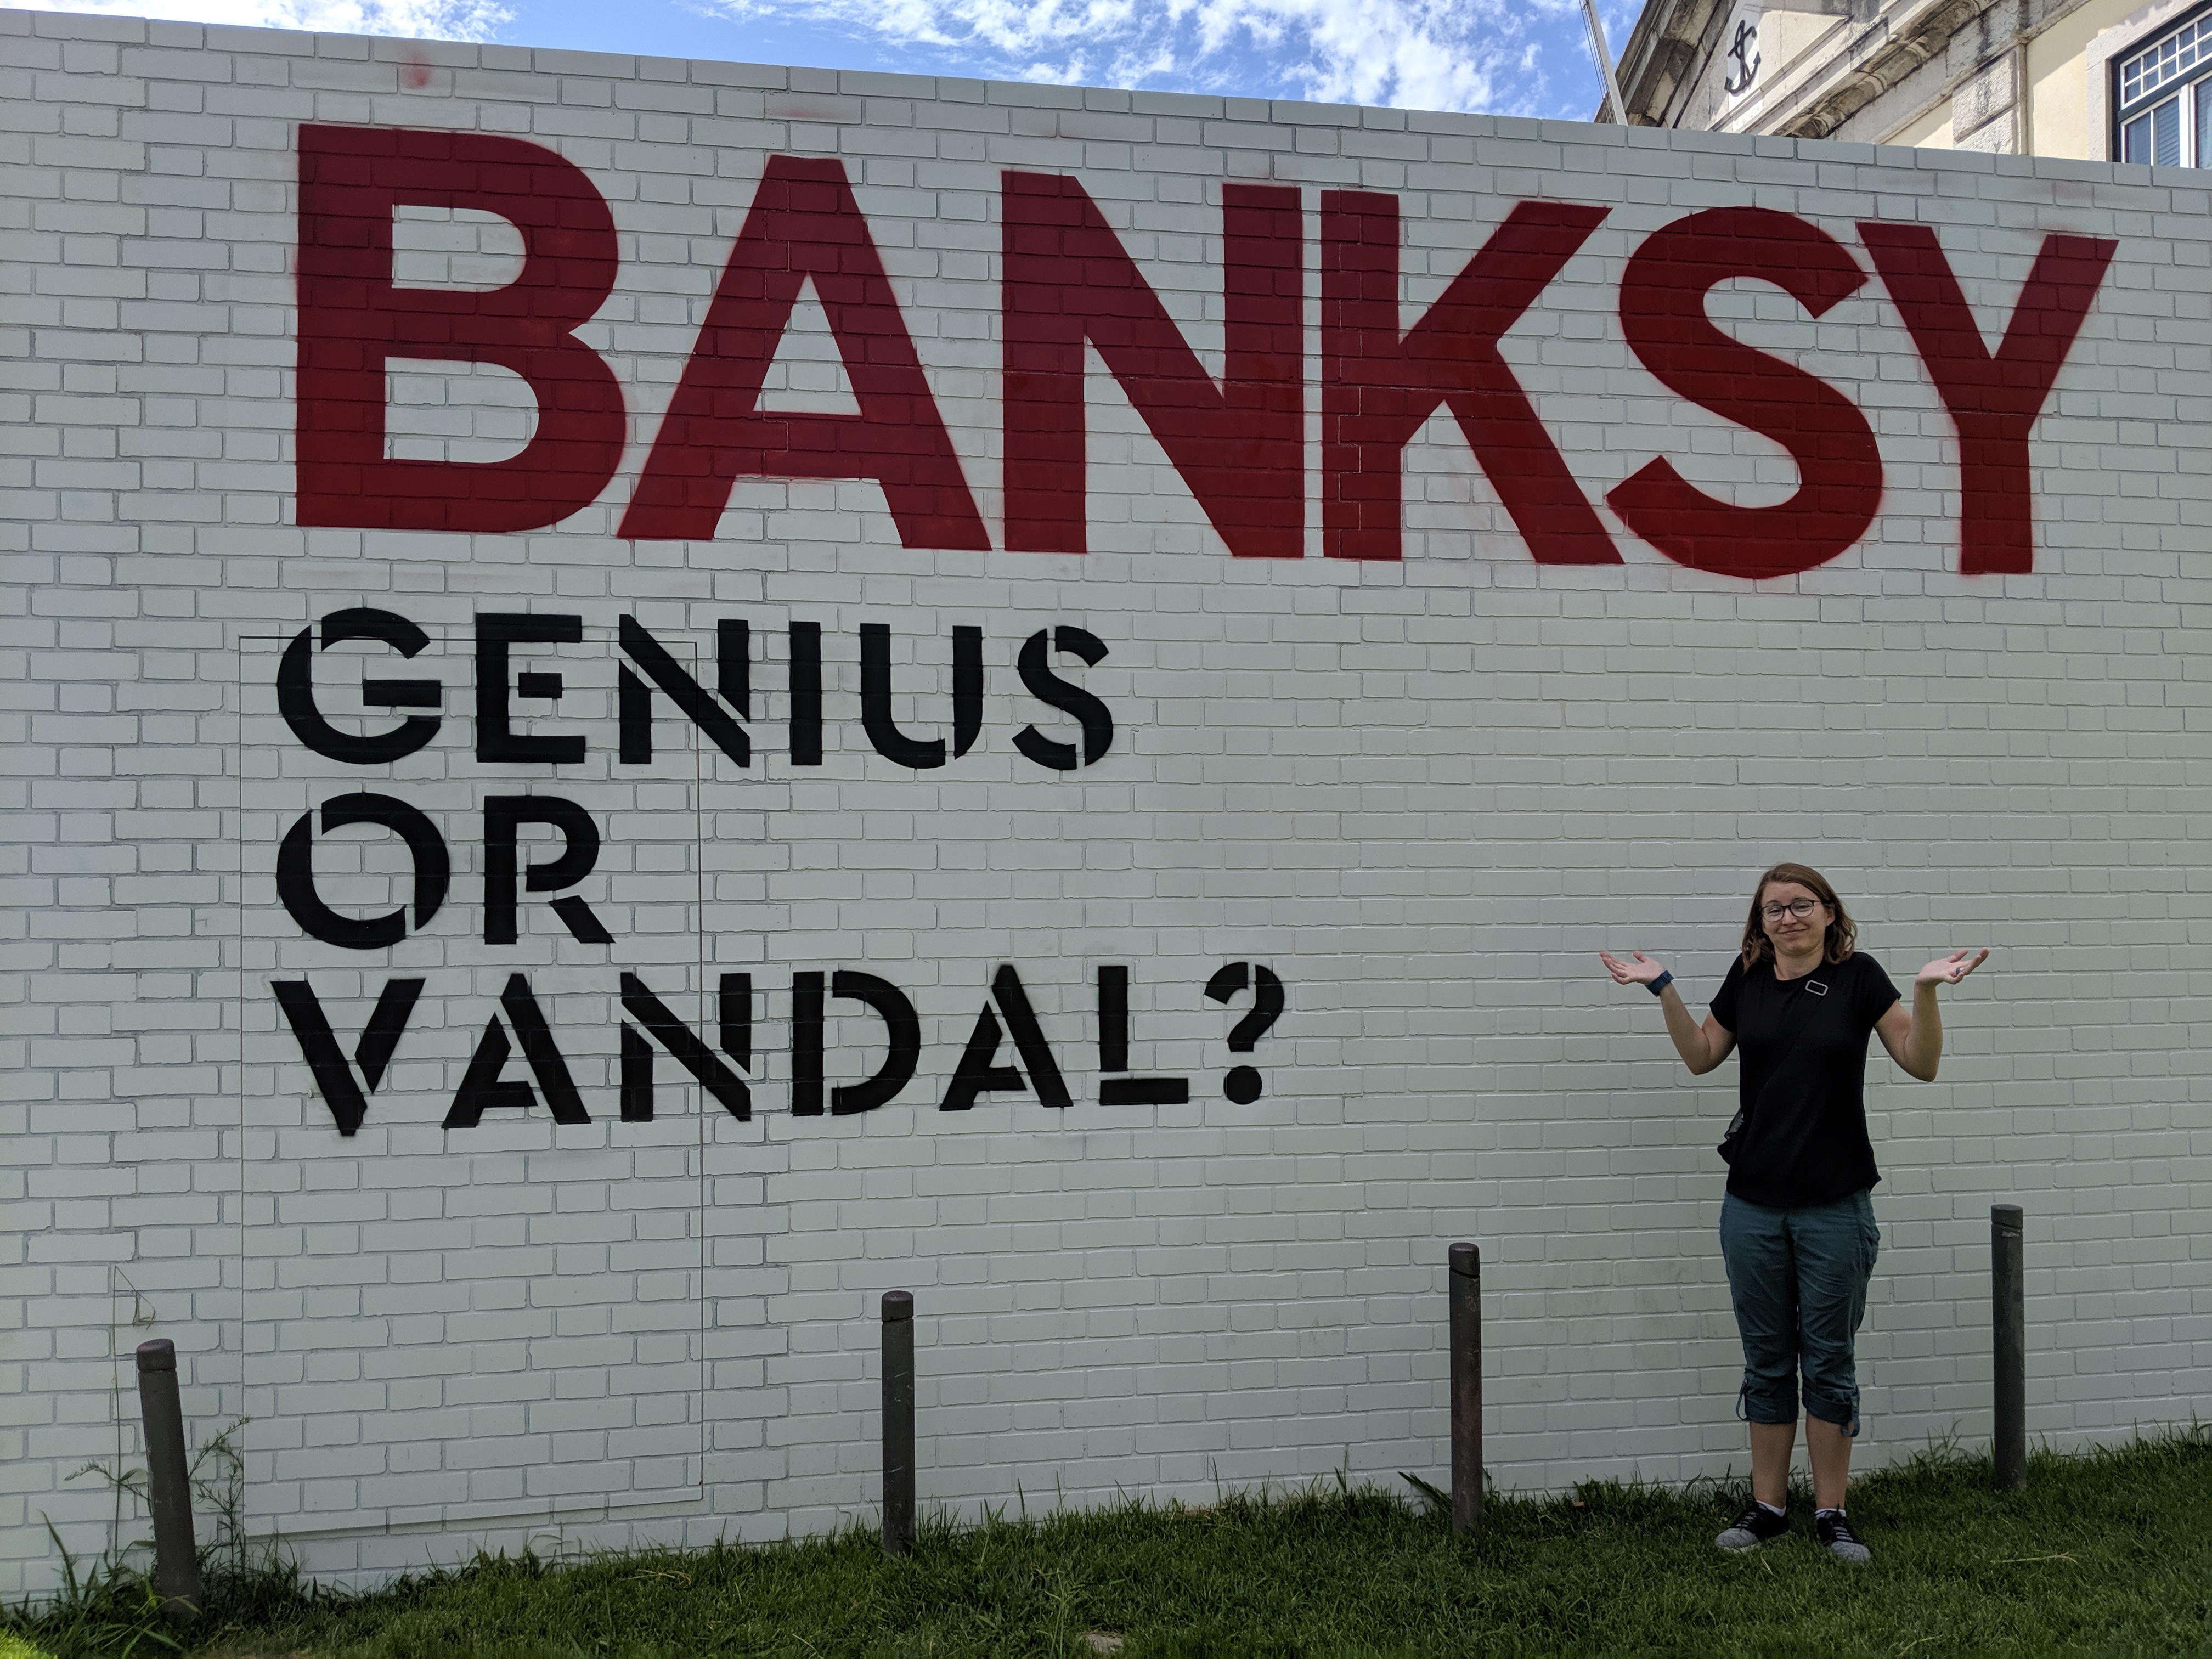 BANKSY
GENIUS
OR
VANDAL?